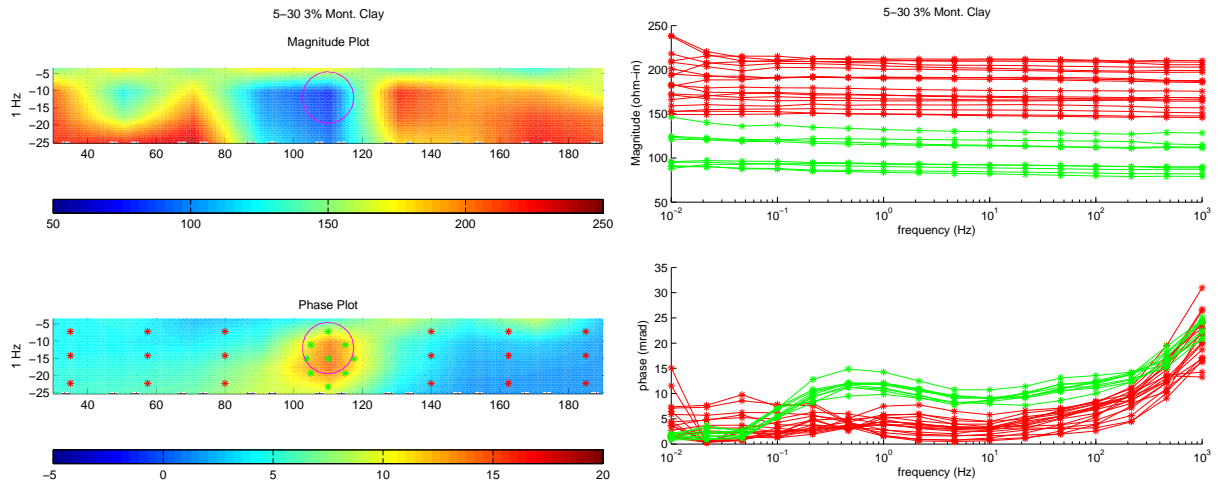 5−30 3% Mont. Clay
Magnitude Plot
1 Hz
−5
−10
−15
−20
−25
40 60 80 100 120 140 160 180
50 100 150 200 250
Phase Plot
1 Hz
−5
−10
−15
−20
−25
40 60 80 100 120 140 160 180
−5 0 5 10 15 20
5−30 3% Mont. Clay
Magnitude (ohm−in)
250
200
150
100
50
10^−2 10^−1 10^0 10^1 10^2 10^3
frequency (Hz)
phase (mrad)
35
30
25
20
15
10
5
0
10^−2 10^−1 10^0 10^1 10^2 10^3
frequency (Hz)